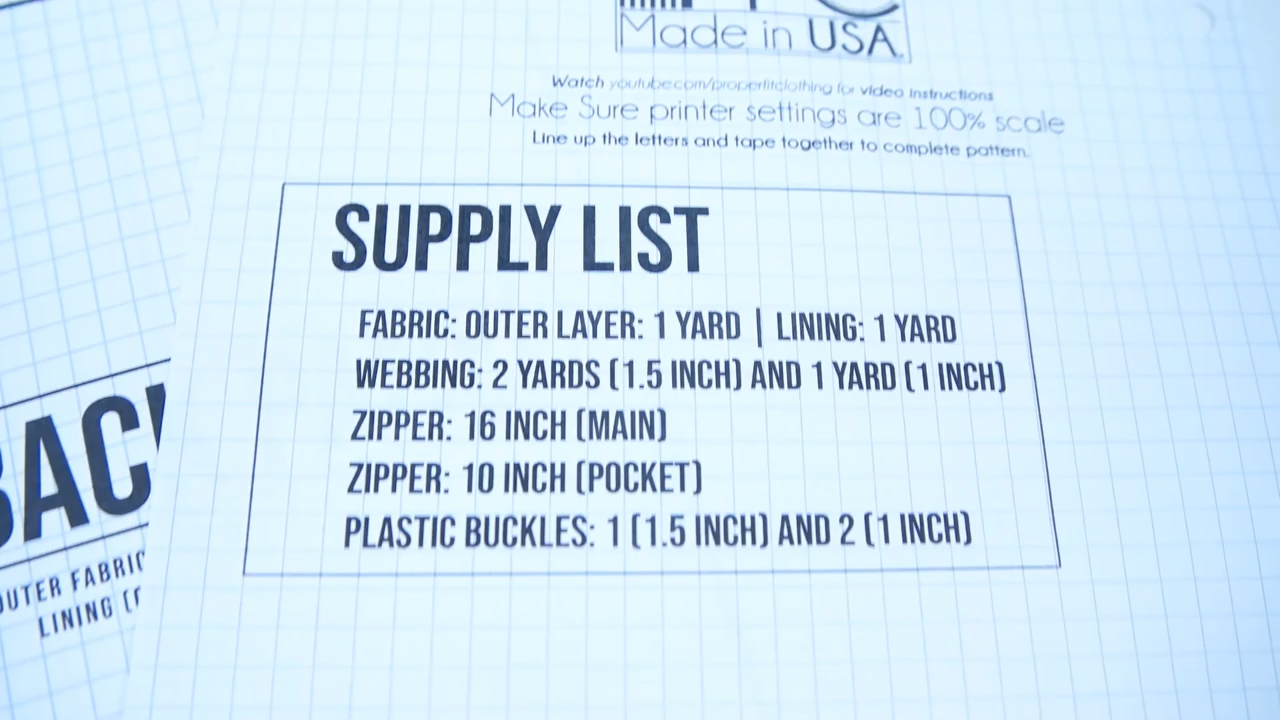 Made in USA.
Watch youtube.com/properfitclothing for video instructions
Make Sure printer settings are 100% scale
Line up the letters and tape together to complete pattern.
SUPPLY LIST
FABRIC: OUTER LAYER: 1 YARD | LINING: 1 YARD
WEBBING: 2 YARDS (1.5 INCH) AND 1 YARD (1 INCH)
ZIPPER: 16 INCH (MAIN)
ZIPPER: 10 INCH (POCKET)
PLASTIC BUCKLES: 1 (1.5 INCH) AND 2 (1 INCH)
BAC
OUTER FABRIC
LINING (